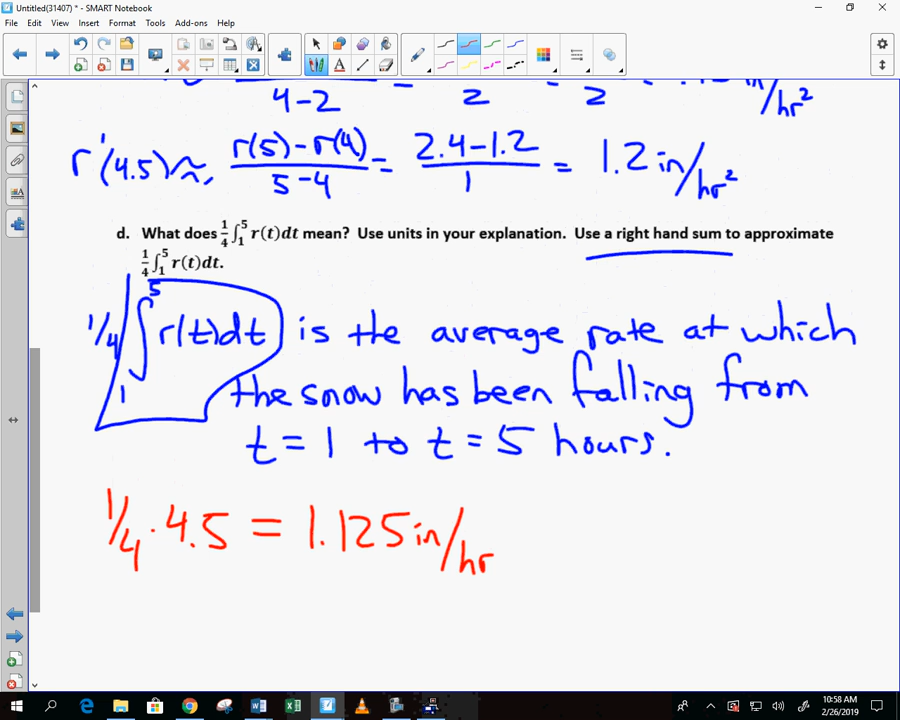 Untitled(31407) * - SMART Notebook
File Edit View Insert Format Tools Add-ons Help
4-2 = 2 = 2 = in/hr²
r'(4.5) ≈ r(5)-r(4) / 5-4 = 2.4-1.2 / 1 = 1.2 in/hr²
d. What does 1/4 ∫₁⁵ r(t)dt mean? Use units in your explanation. Use a right hand sum to approximate
1/4 ∫₁⁵ r(t)dt.
1/4 ∫₁⁵ r(t)dt is the average rate at which
the snow has been falling from
t = 1 to t = 5 hours.
1/4 · 4.5 = 1.125 in/hr
10:58 AM
2/26/2019